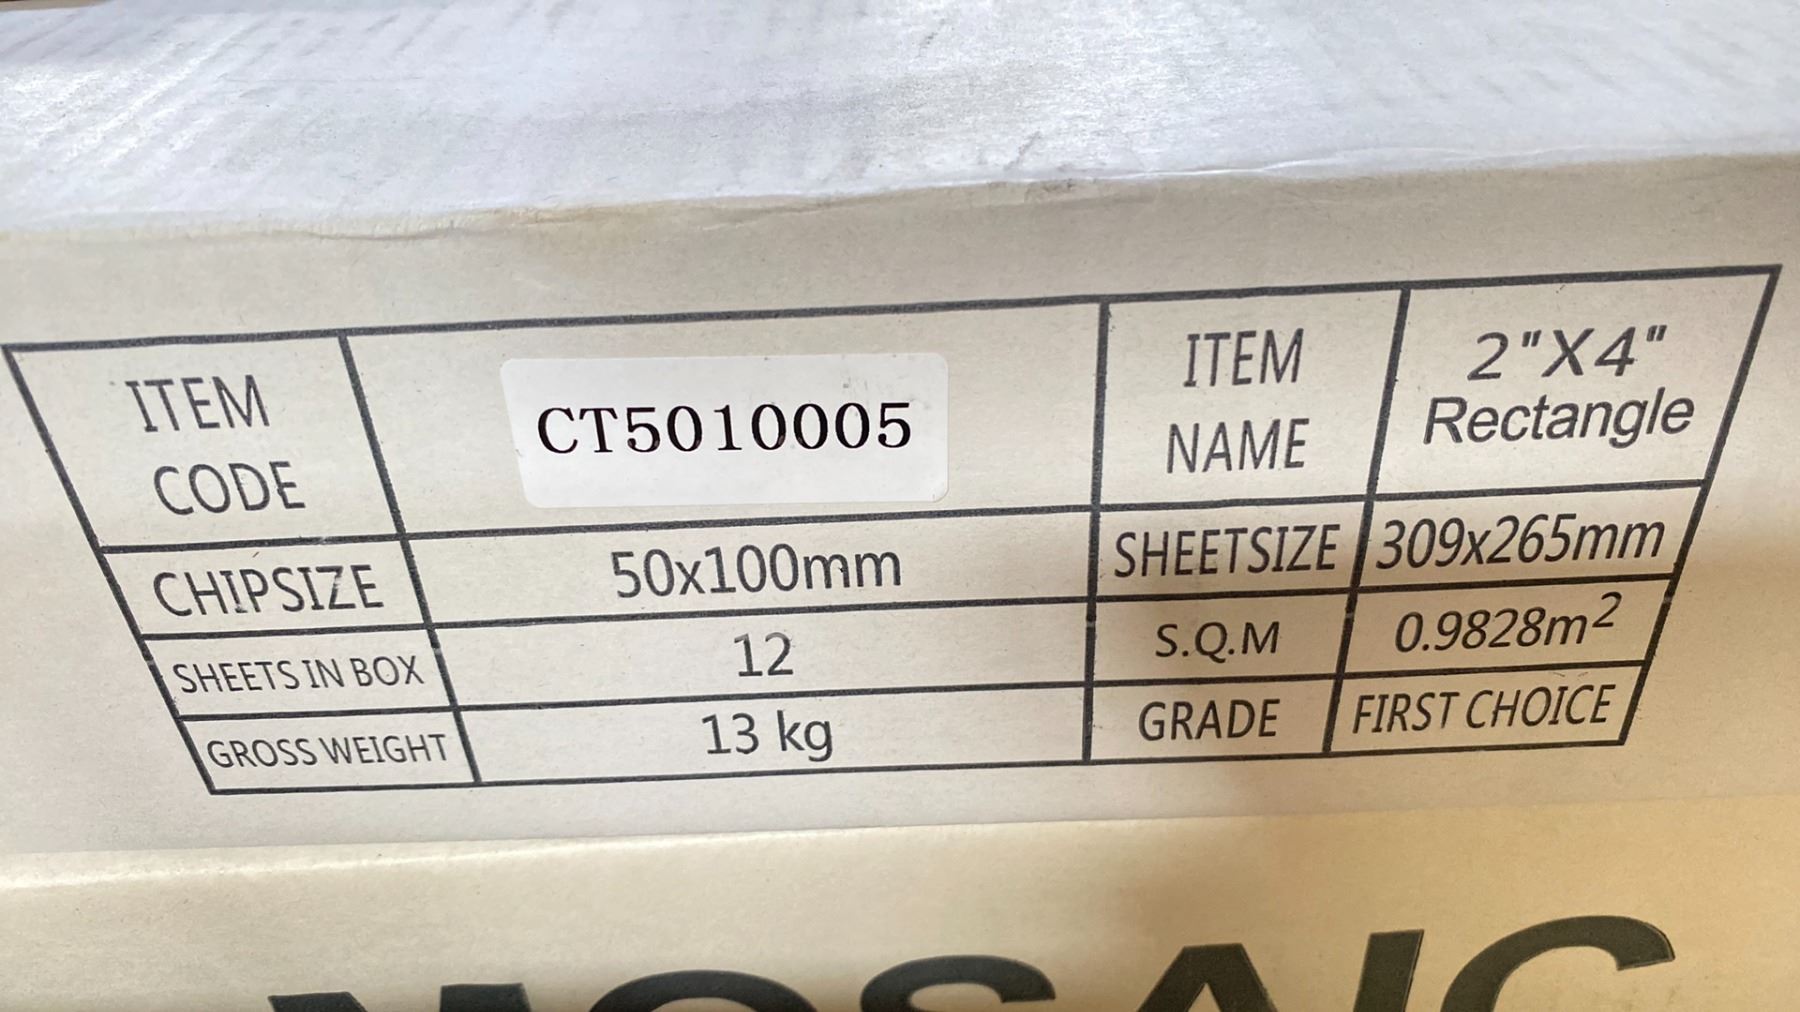 ITEM CODE
CT5010005
ITEM NAME
2"X4" Rectangle
CHIPSIZE
50x100mm
SHEETSIZE
309x265mm
SHEETS IN BOX
12
S.Q.M
0.9828m²
GROSS WEIGHT
13 kg
GRADE
FIRST CHOICE
MOSAIC